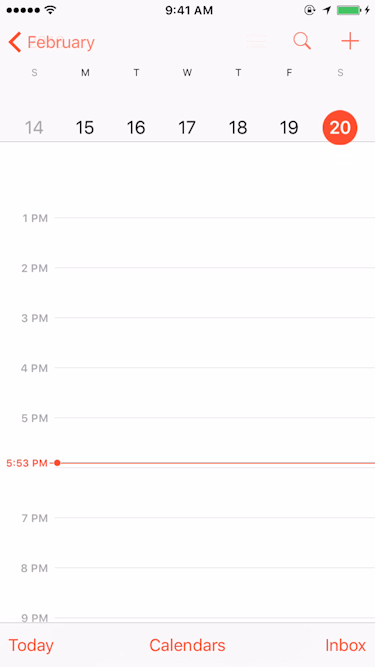 9:41 AM
February
S M T W T F S
14 15 16 17 18 19 20
1 PM
2 PM
3 PM
4 PM
5 PM
5:53 PM
7 PM
8 PM
9 PM
Today Calendars Inbox